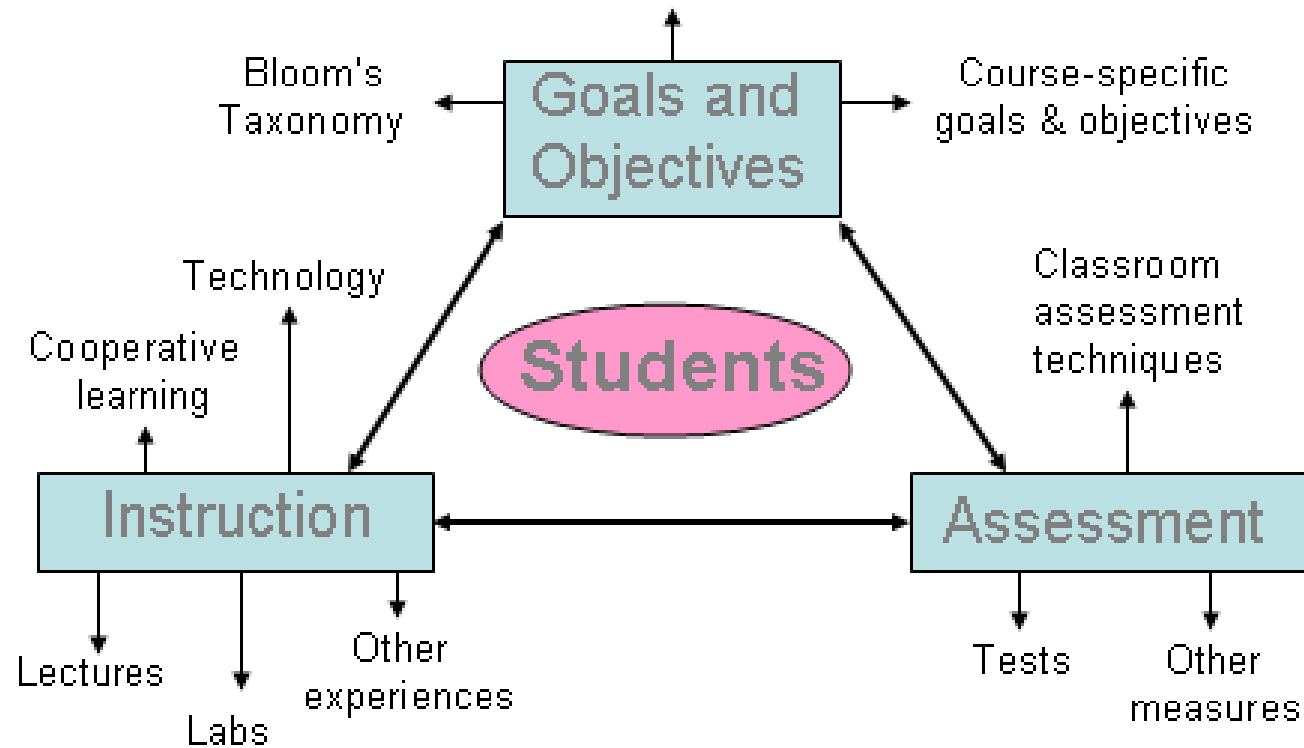 Bloom's
Taxonomy
Goals and
Objectives
Course-specific
goals & objectives
Technology
Cooperative
learning
Students
Classroom
assessment
techniques
Instruction
Assessment
Lectures
Labs
Other
experiences
Tests
Other
measures